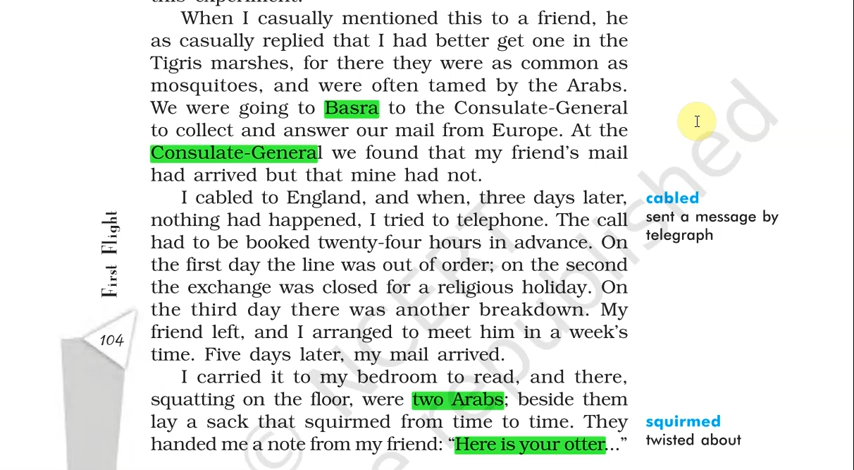 When I casually mentioned this to a friend, he
as casually replied that I had better get one in the
Tigris marshes, for there they were as common as
mosquitoes, and were often tamed by the Arabs.
We were going to Basra to the Consulate-General
to collect and answer our mail from Europe. At the
Consulate-General we found that my friend's mail
had arrived but that mine had not.
I cabled to England, and when, three days later,
nothing had happened, I tried to telephone. The call
had to be booked twenty-four hours in advance. On
the first day the line was out of order; on the second
the exchange was closed for a religious holiday. On
the third day there was another breakdown. My
friend left, and I arranged to meet him in a week's
time. Five days later, my mail arrived.
I carried it to my bedroom to read, and there,
squatting on the floor, were two Arabs; beside them
lay a sack that squirmed from time to time. They
handed me a note from my friend: “Here is your otter...”
cabled
sent a message by
telegraph
squirmed
twisted about
First Flight
104
© NCERT
be republished